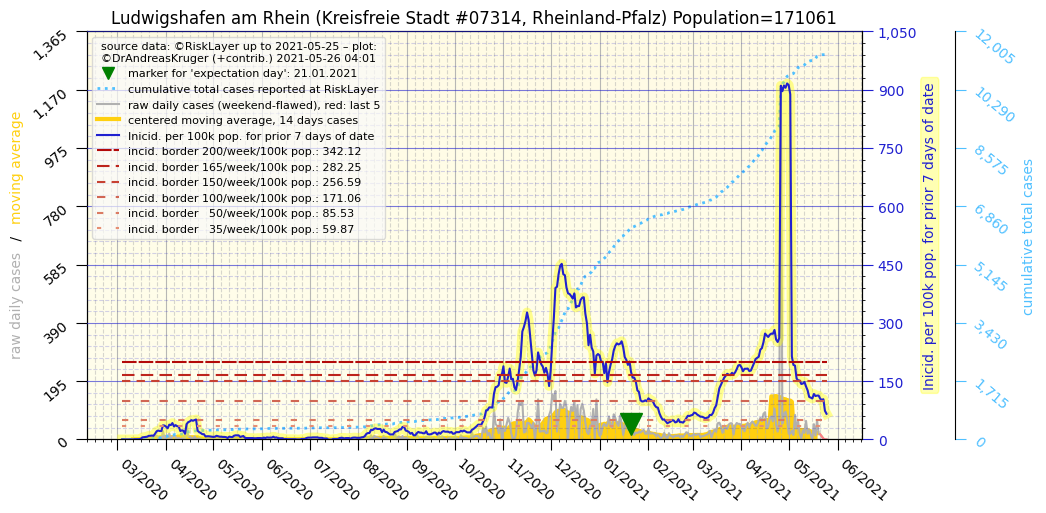 Ludwigshafen am Rhein (Kreisfreie Stadt #07314, Rheinland-Pfalz) Population=171061
source data: ©RiskLayer up to 2021-05-25 – plot:
©DrAndreasKruger (+contrib.) 2021-05-26 04:01
marker for 'expectation day': 21.01.2021
cumulative total cases reported at RiskLayer
raw daily cases (weekend-flawed), red: last 5
centered moving average, 14 days cases
Inicid. per 100k pop. for prior 7 days of date
incid. border 200/week/100k pop.: 342.12
incid. border 165/week/100k pop.: 282.25
incid. border 150/week/100k pop.: 256.59
incid. border 100/week/100k pop.: 171.06
incid. border   50/week/100k pop.: 85.53
incid. border   35/week/100k pop.: 59.87
raw daily cases   /   moving average
1,365
1,170
975
780
585
390
195
0
03/2020
04/2020
05/2020
06/2020
07/2020
08/2020
09/2020
10/2020
11/2020
12/2020
01/2021
02/2021
03/2021
04/2021
05/2021
06/2021
1,050
900
750
600
450
300
150
0
Inicid. per 100k pop. for prior 7 days of date
12,005
10,290
8,575
6,860
5,145
3,430
1,715
0
cumulative total cases